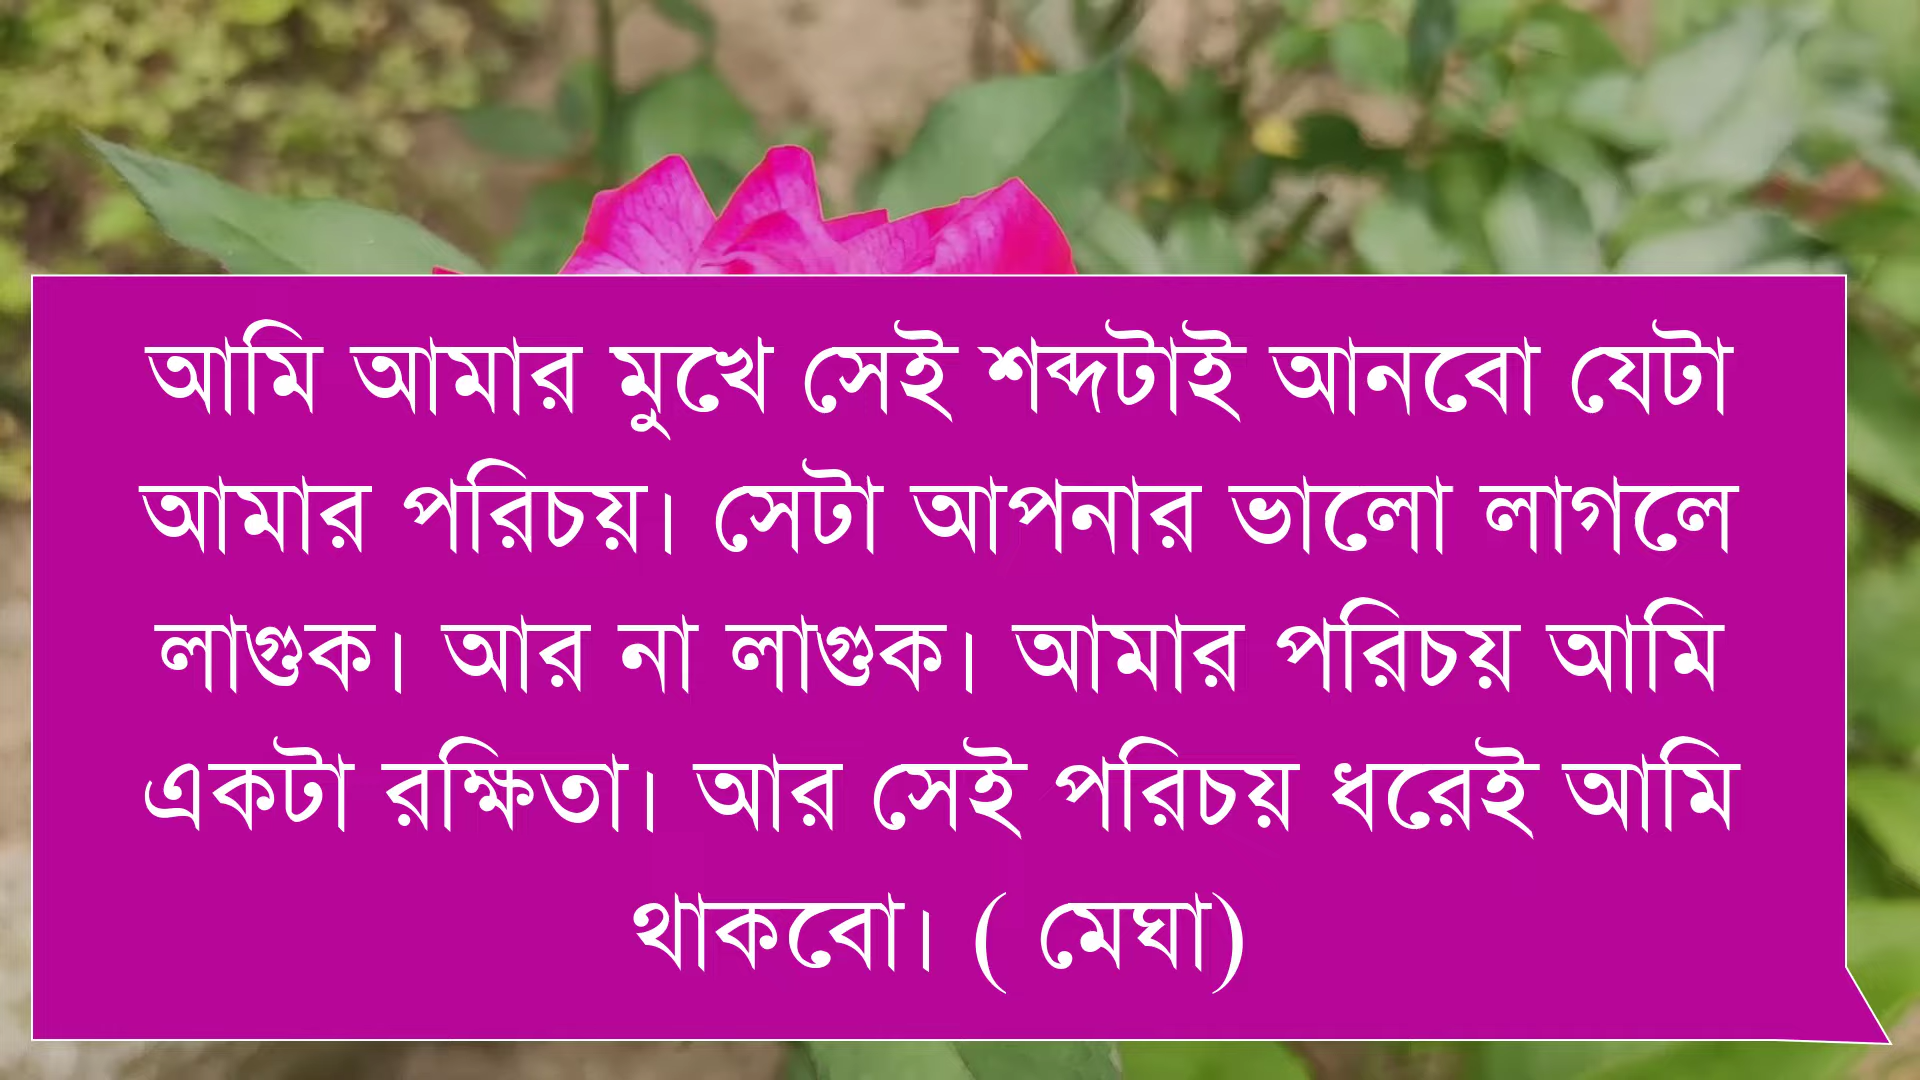 আমি আমার মুখে সেই শব্দটাই আনবো যেটা
আমার পরিচয়। সেটা আপনার ভালো লাগলে
লাগুক। আর না লাগুক। আমার পরিচয় আমি
একটা রক্ষিতা। আর সেই পরিচয় ধরেই আমি
থাকবো। ( মেঘা)